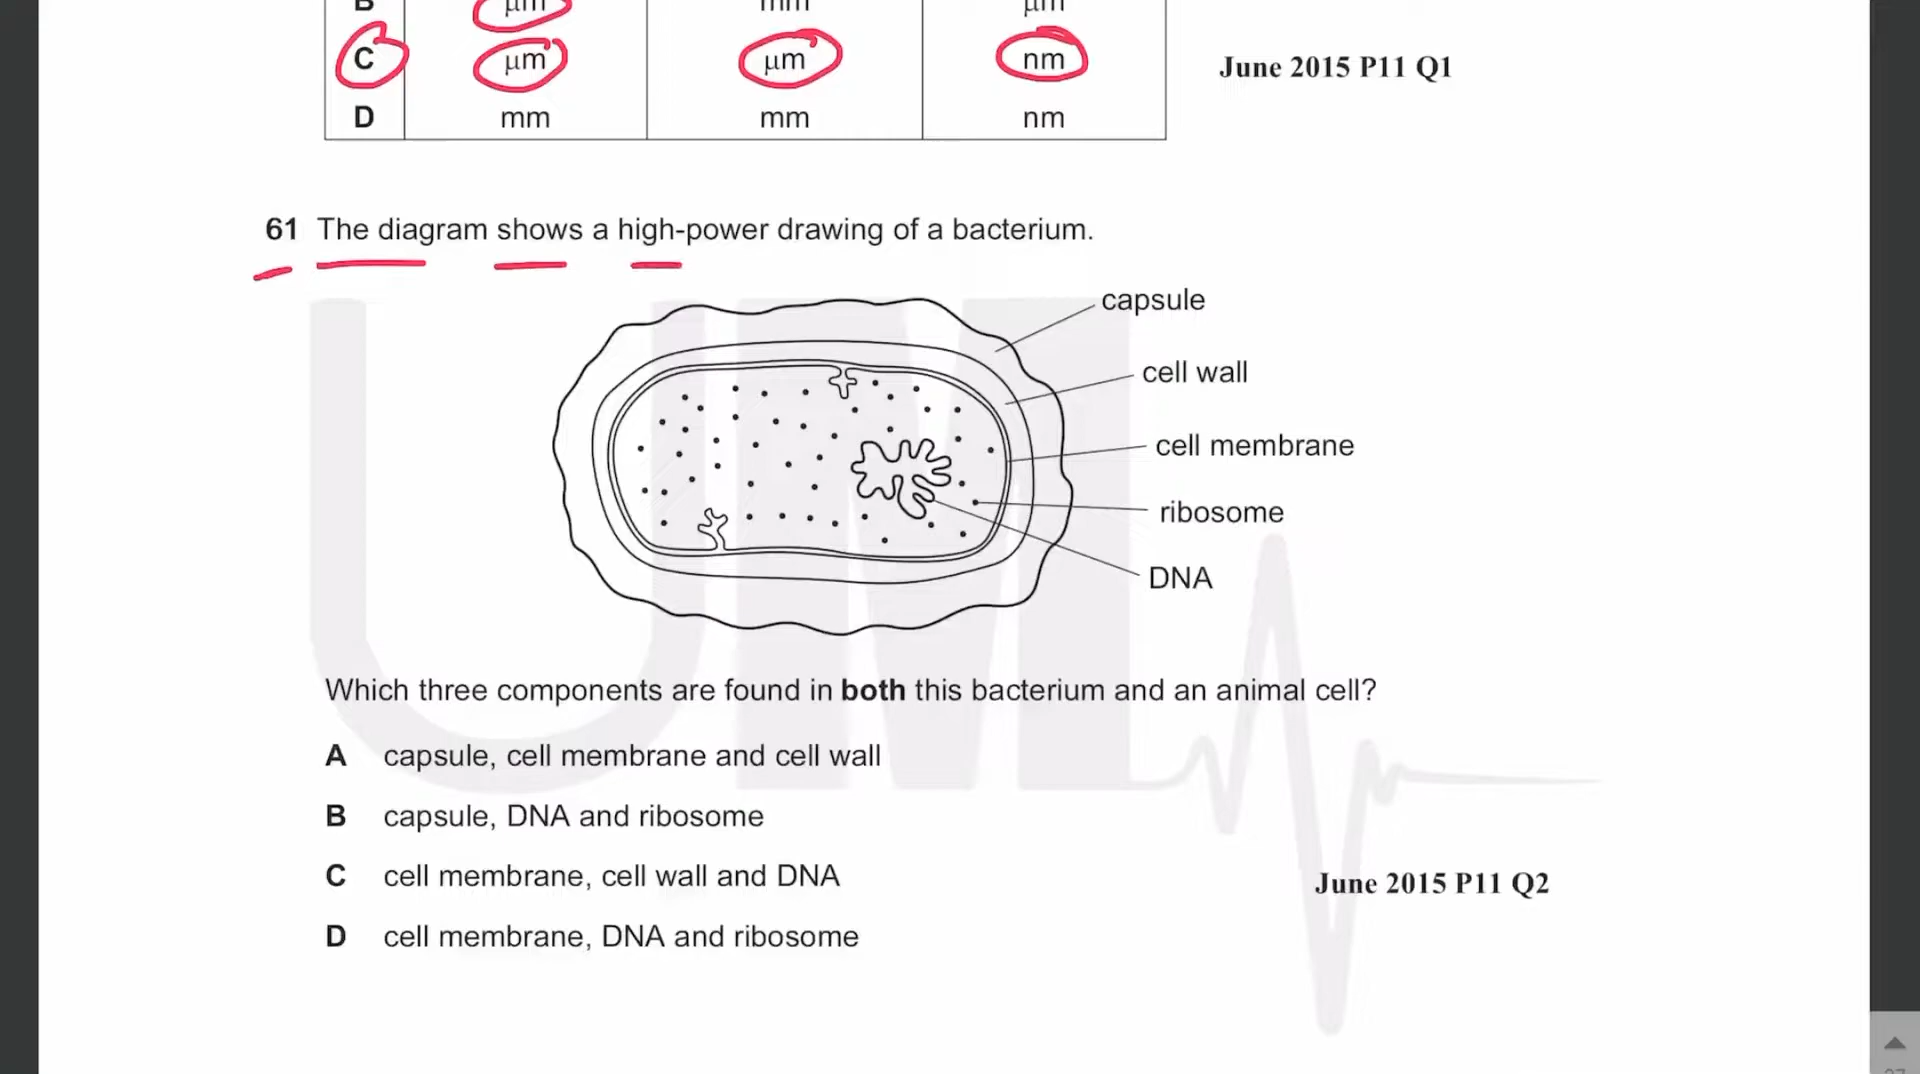 B μm mm μm
C μm μm nm
June 2015 P11 Q1
D mm mm nm
61 The diagram shows a high-power drawing of a bacterium.
capsule
cell wall
cell membrane
ribosome
DNA
Which three components are found in both this bacterium and an animal cell?
A capsule, cell membrane and cell wall
B capsule, DNA and ribosome
C cell membrane, cell wall and DNA
June 2015 P11 Q2
D cell membrane, DNA and ribosome